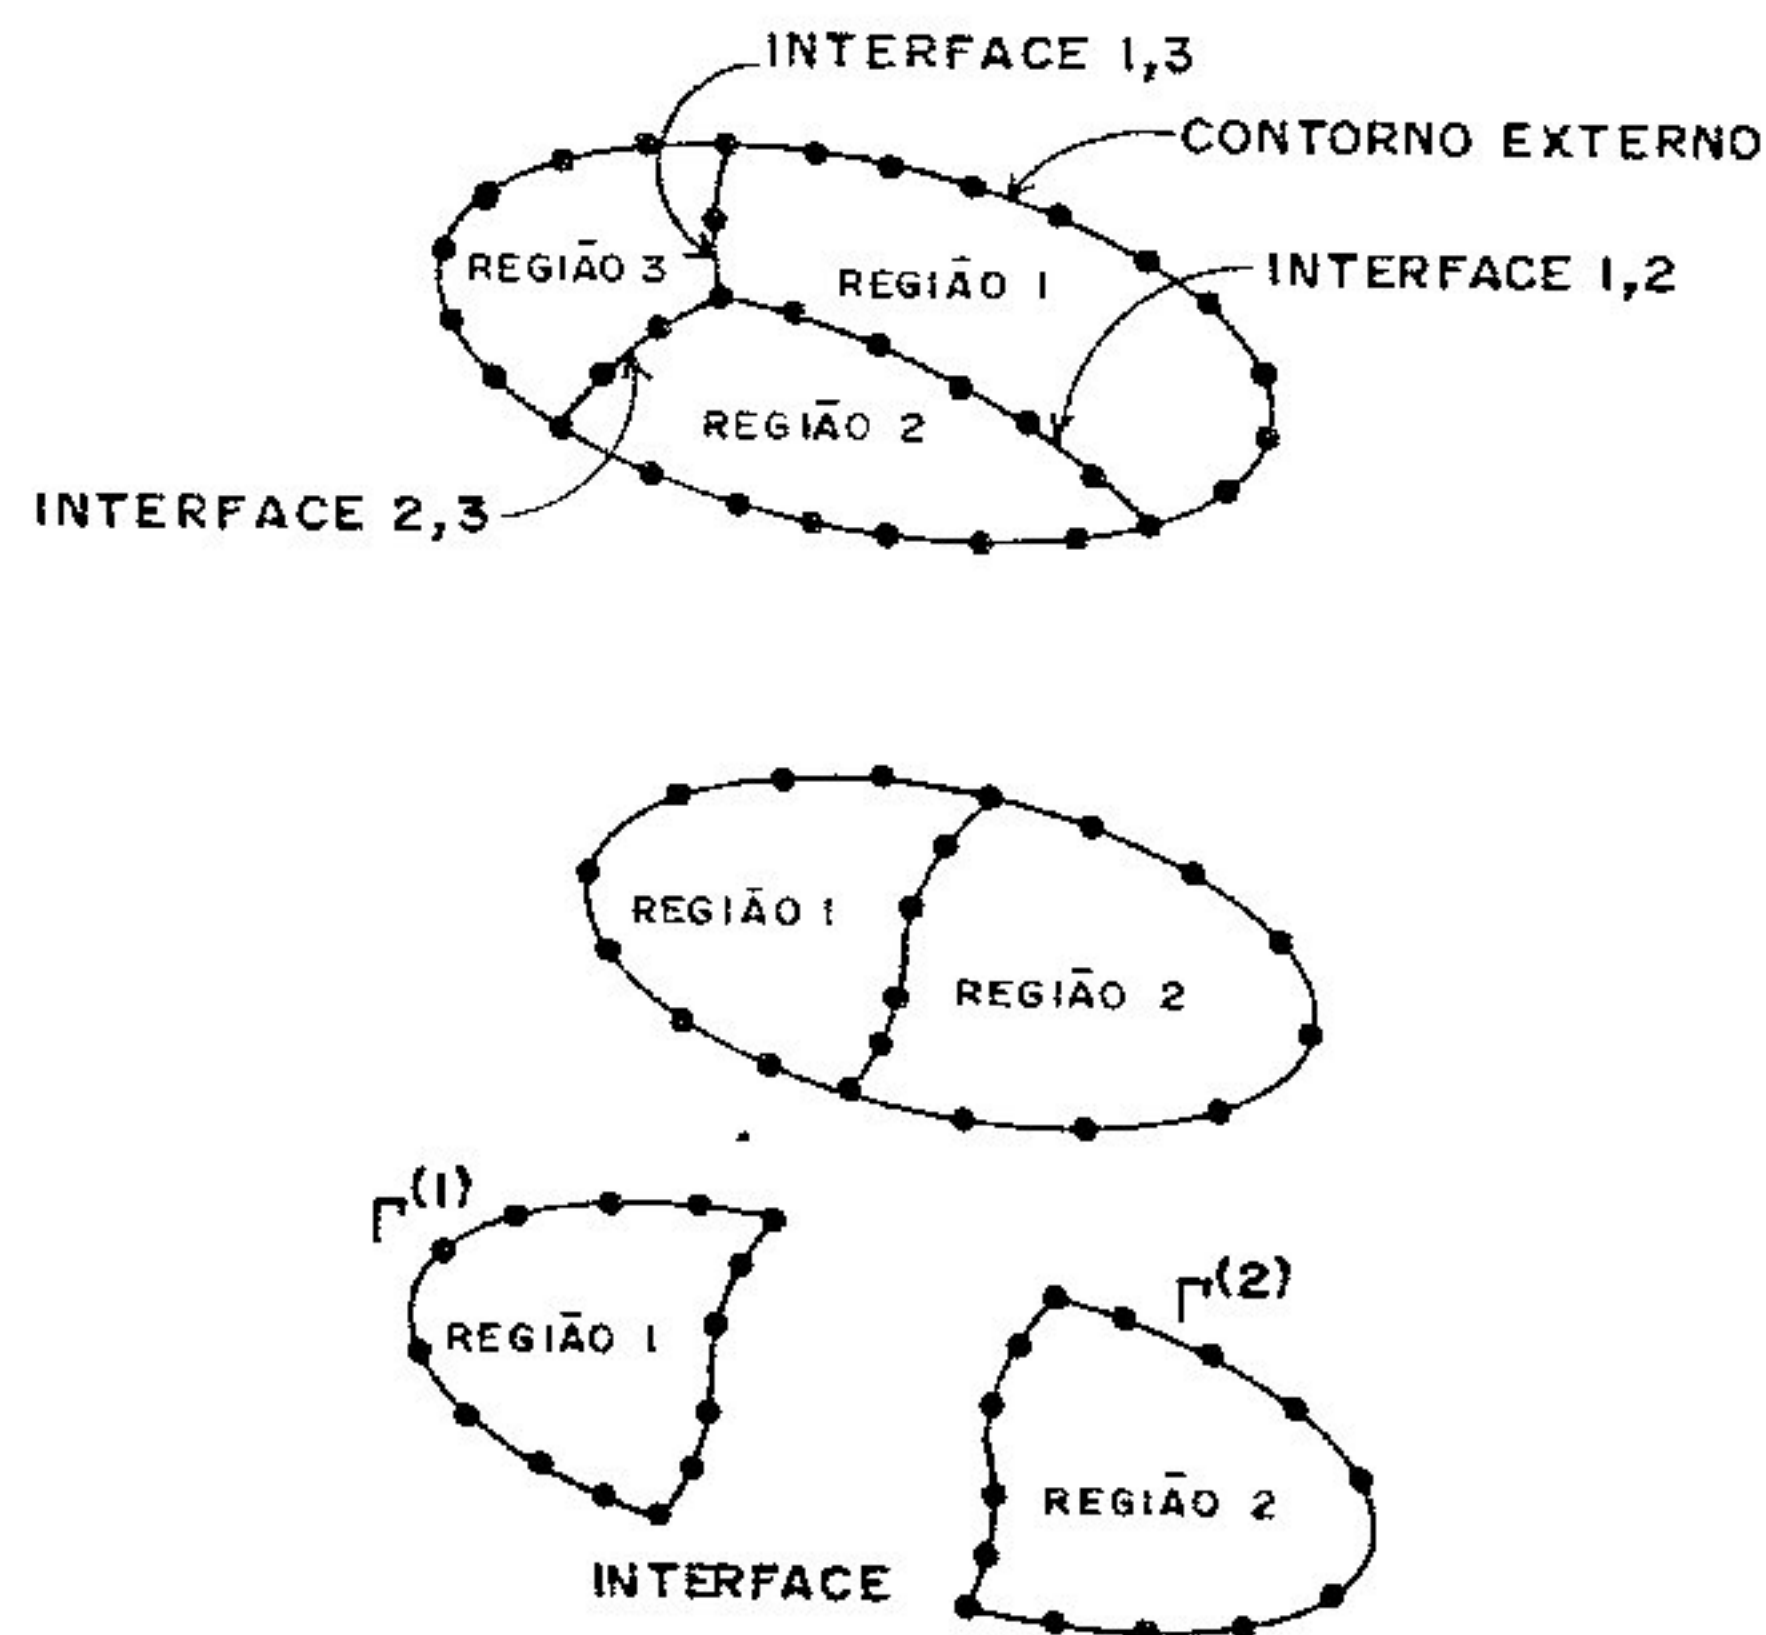 INTERFACE 1,3
CONTORNO EXTERNO
REGIÃO 3
REGIÃO 1
INTERFACE 1,2
REGIÃO 2
INTERFACE 2,3
REGIÃO 1
REGIÃO 2
Γ(1)
REGIÃO 1
Γ(2)
REGIÃO 2
INTERFACE